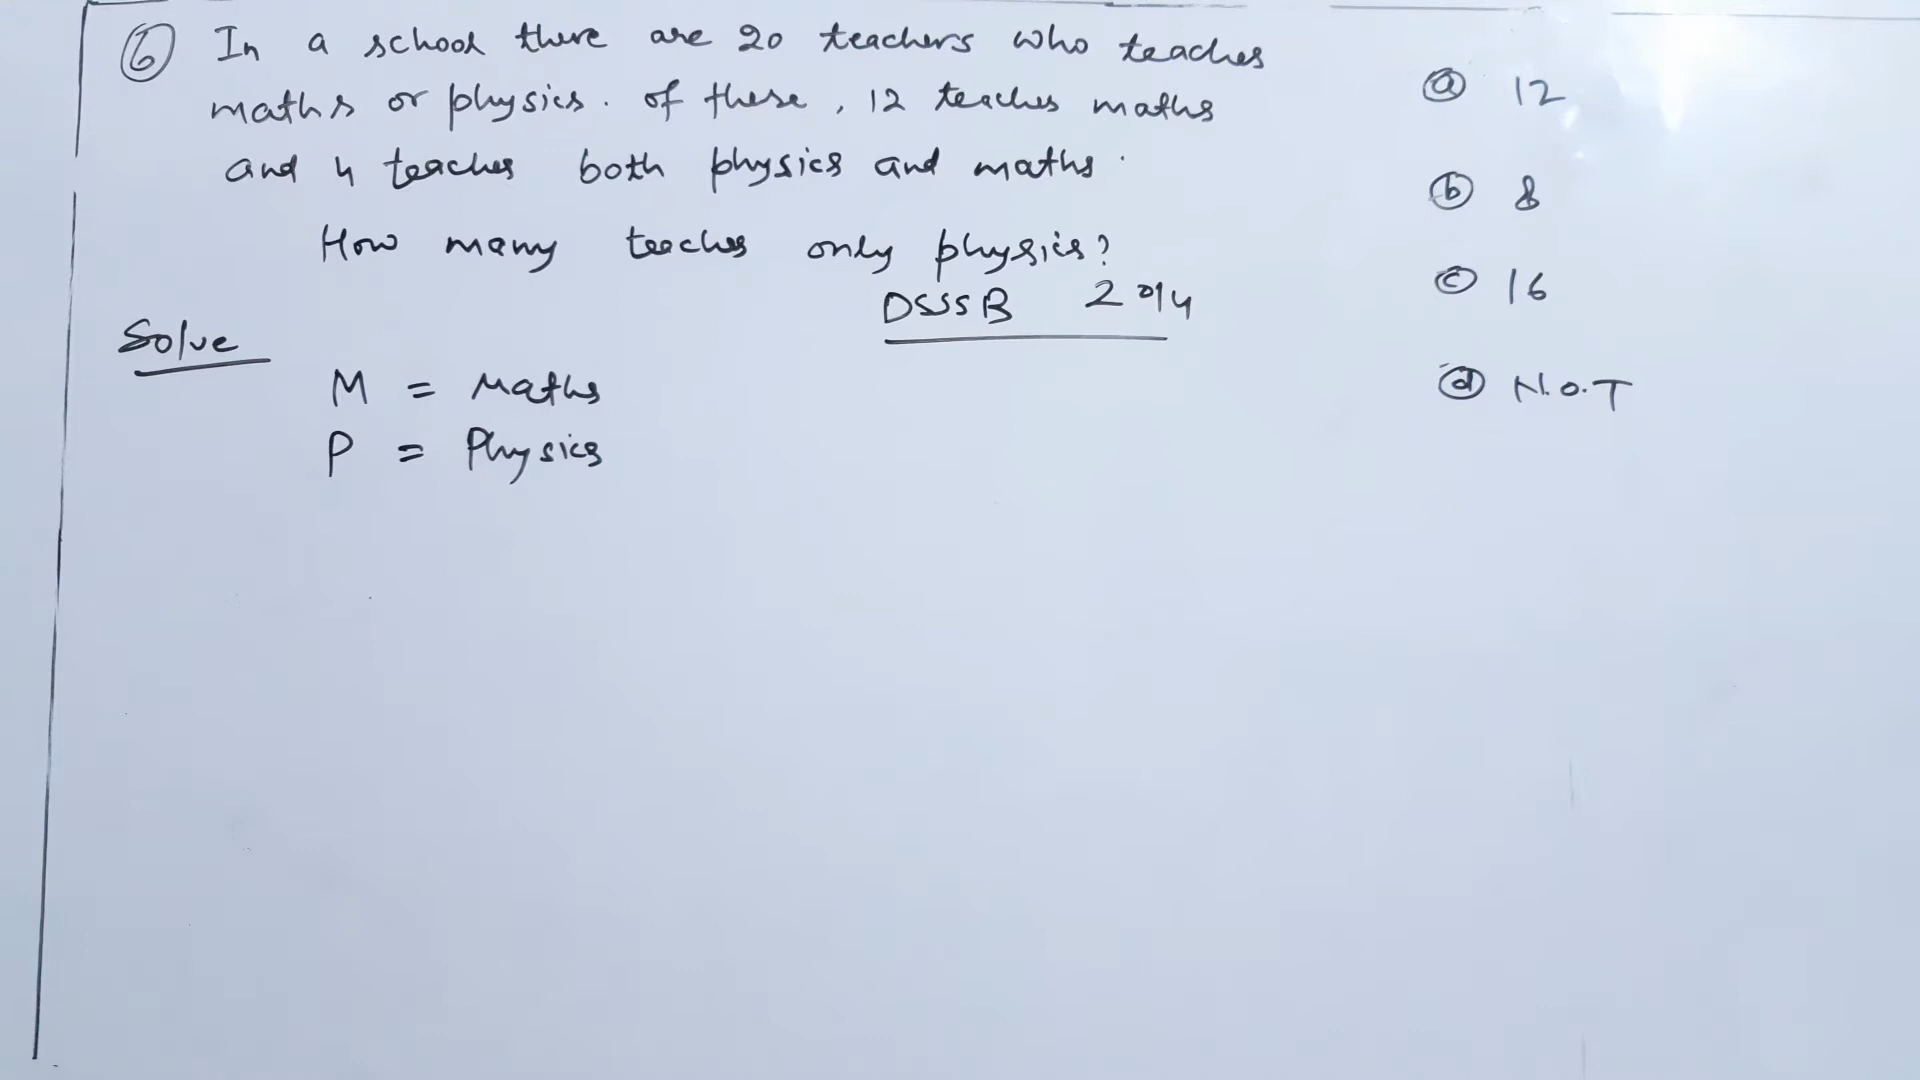 6 In a school there are 20 teachers who teaches
maths or physics. of these, 12 teaches maths
and 4 teaches both physics and maths.
How many teaches only physics?
DSSSB 2014
Solve
M = Maths
P = Physics
a 12
b 8
c 16
d N.O.T